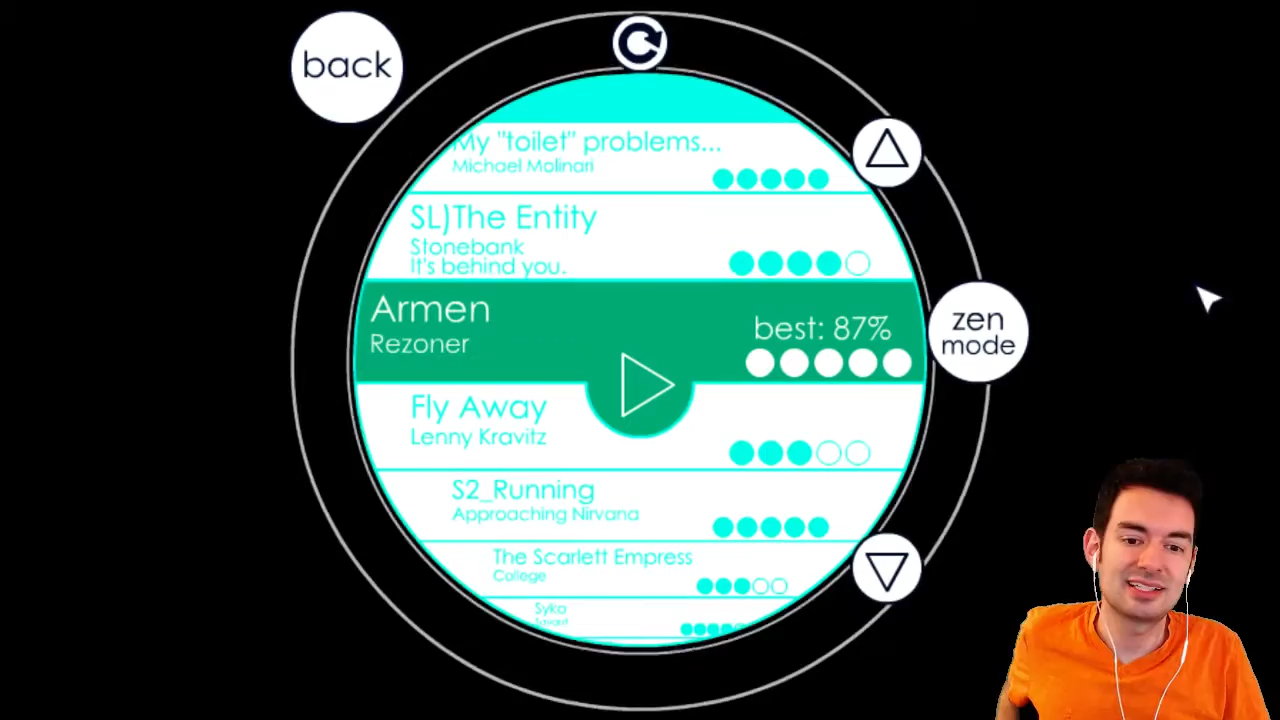 back
My "toilet" problems...
Michael Molinari
SL)The Entity
Stonebank
It's behind you.
Armen
Rezoner
best: 87%
zen
mode
Fly Away
Lenny Kravitz
S2_Running
Approaching Nirvana
The Scarlett Empress
College
Syko